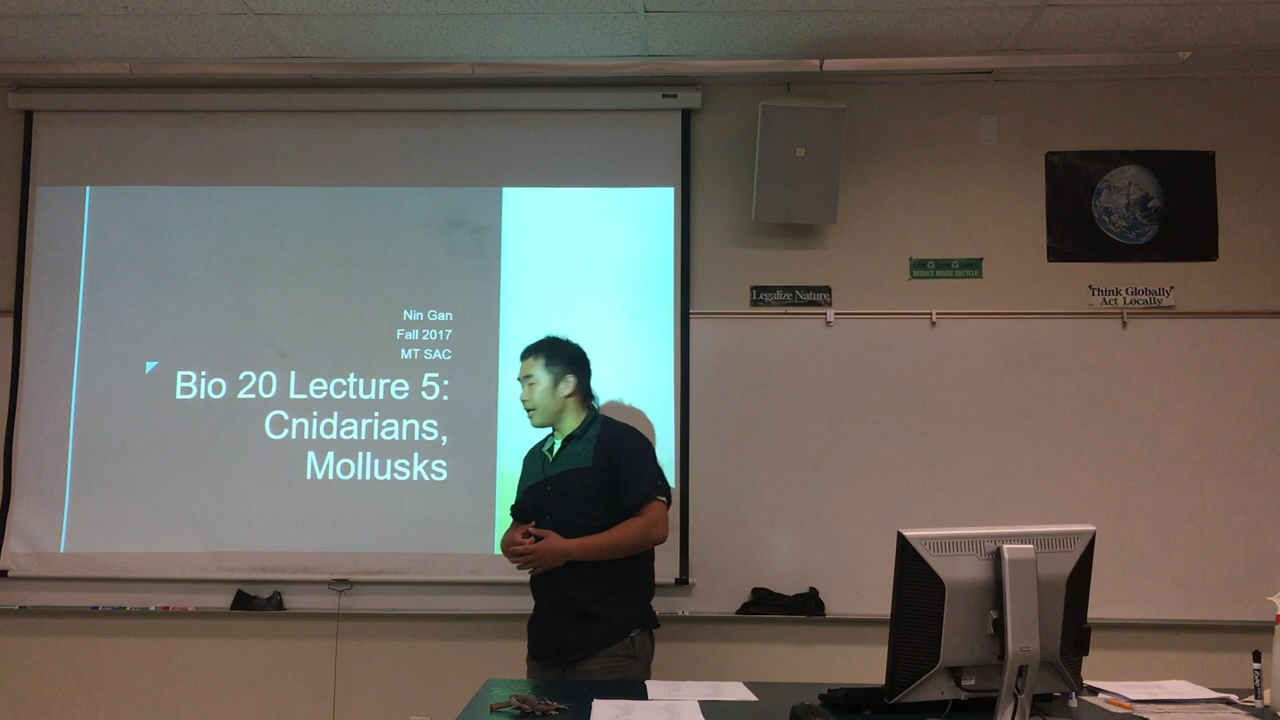 Nin Gan
Fall 2017
MT SAC
Bio 20 Lecture 5:
Cnidarians,
Mollusks
Legalize Nature
REDUCE REUSE RECYCLE
Think Globally
Act Locally